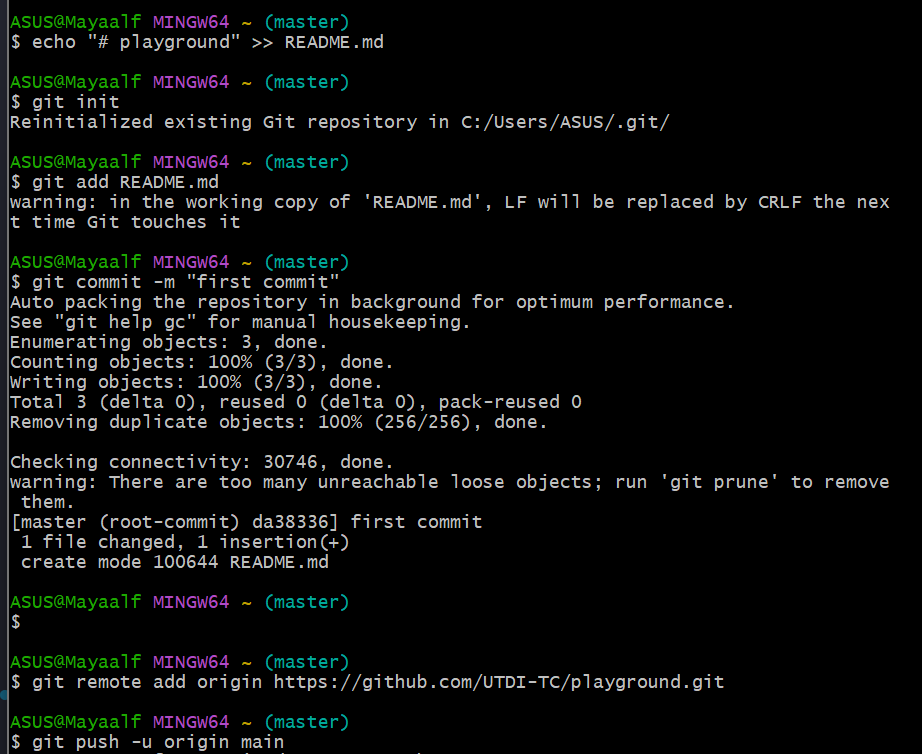 ASUS@Mayaalf MINGW64 ~ (master)
$ echo "# playground" >> README.md
ASUS@Mayaalf MINGW64 ~ (master)
$ git init
Reinitialized existing Git repository in C:/Users/ASUS/.git/
ASUS@Mayaalf MINGW64 ~ (master)
$ git add README.md
warning: in the working copy of 'README.md', LF will be replaced by CRLF the nex
t time Git touches it
ASUS@Mayaalf MINGW64 ~ (master)
$ git commit -m "first commit"
Auto packing the repository in background for optimum performance.
See "git help gc" for manual housekeeping.
Enumerating objects: 3, done.
Counting objects: 100% (3/3), done.
Writing objects: 100% (3/3), done.
Total 3 (delta 0), reused 0 (delta 0), pack-reused 0
Removing duplicate objects: 100% (256/256), done.
Checking connectivity: 30746, done.
warning: There are too many unreachable loose objects; run 'git prune' to remove
them.
[master (root-commit) da38336] first commit
1 file changed, 1 insertion(+)
create mode 100644 README.md
ASUS@Mayaalf MINGW64 ~ (master)
$
ASUS@Mayaalf MINGW64 ~ (master)
$ git remote add origin https://github.com/UTDI-TC/playground.git
ASUS@Mayaalf MINGW64 ~ (master)
$ git push -u origin main